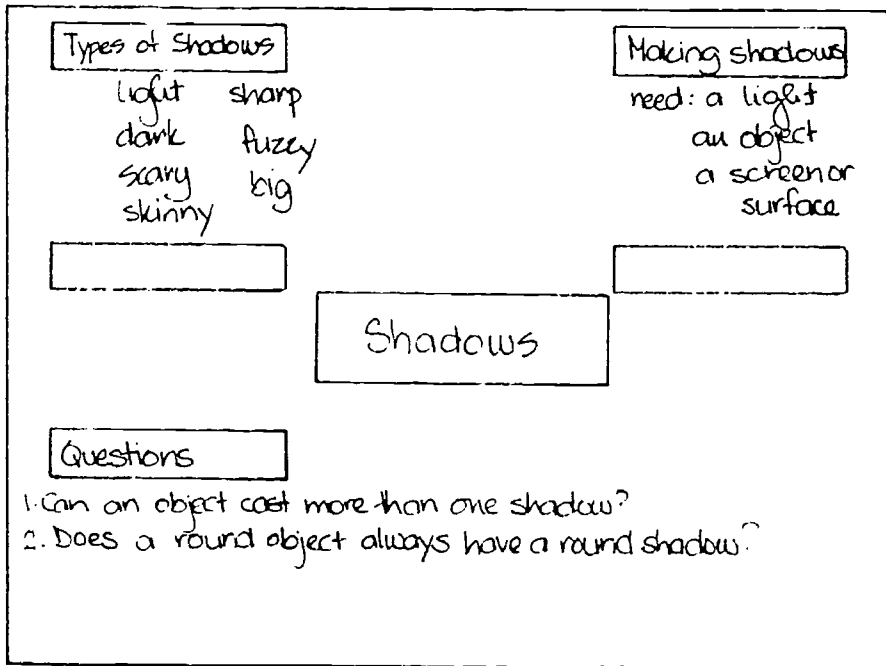 Types of Shadows
light sharp
dark fuzzy
scary big
skinny
Making shadows
need: a light
an object
a screen or
surface
Shadows
Questions
1. Can an object cast more than one shadow?
2. Does a round object always have a round shadow?